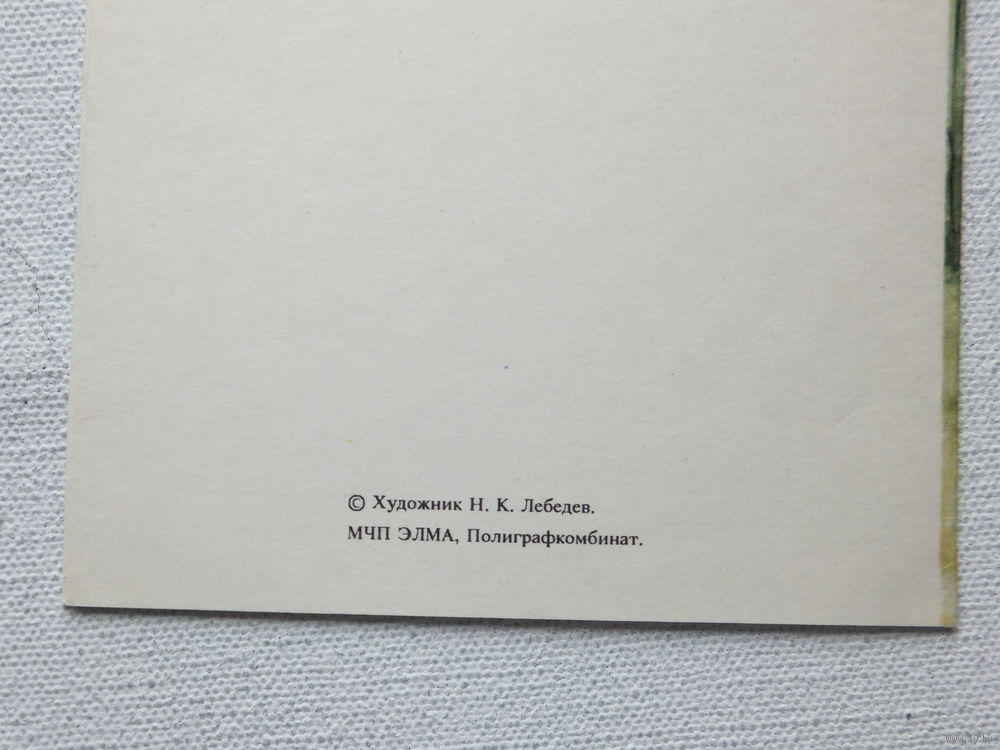 © Художник Н. К. Лебедев.
МЧП ЭЛМА, Полиграфкомбинат.